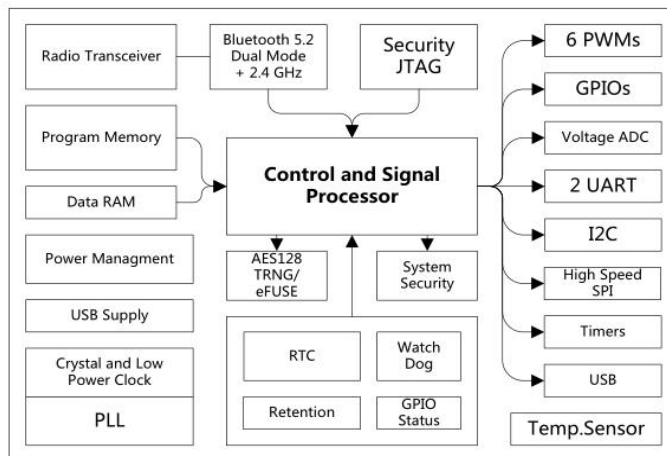 Radio Transceiver
Bluetooth 5.2
Dual Mode
+ 2.4 GHz
Security
JTAG
6 PWMs
GPIOs
Program Memory
Voltage ADC
Control and Signal
Processor
Data RAM
2 UART
I2C
Power Managment
AES128
TRNG/
eFUSE
System
Security
High Speed
SPI
USB Supply
Timers
Crystal and Low
Power Clock
PLL
RTC
Watch
Dog
Retention
GPIO
Status
USB
Temp.Sensor